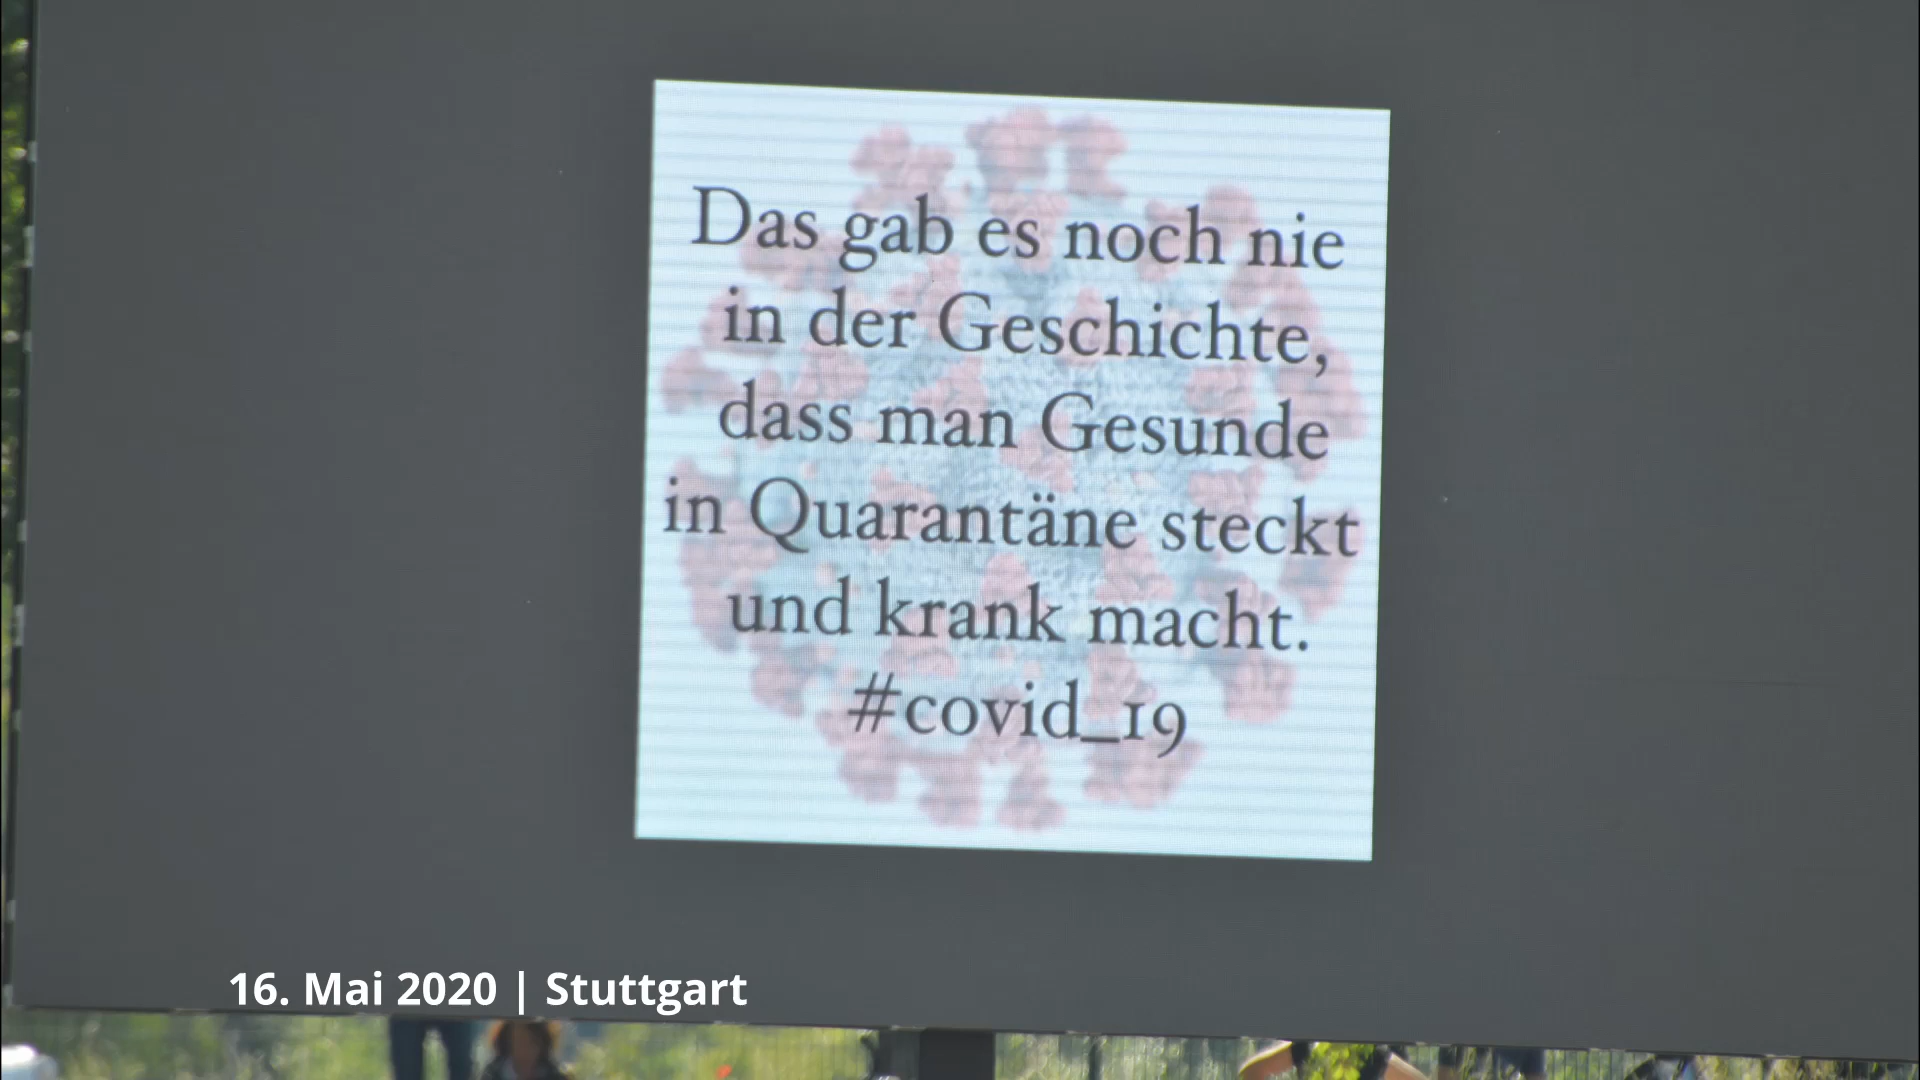 Das gab es noch nie
in der Geschichte,
dass man Gesunde
in Quarantäne steckt
und krank macht.
#covid_19
16. Mai 2020 | Stuttgart